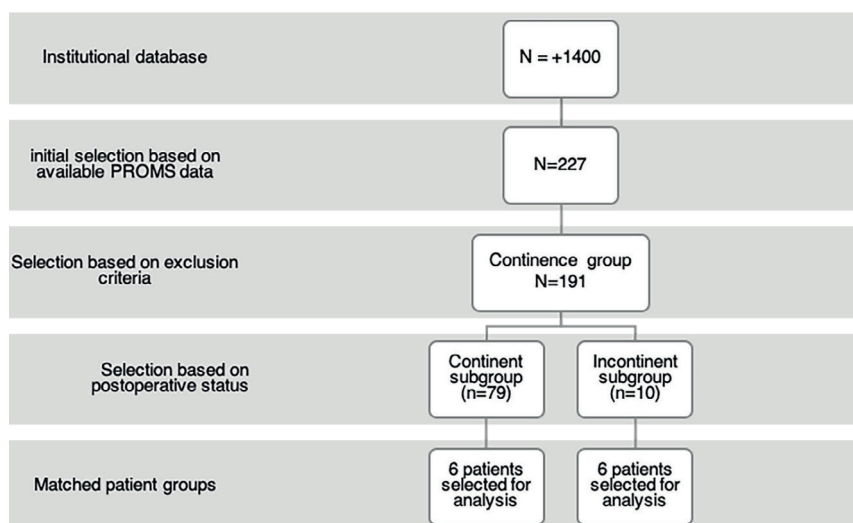 Institutional database
N = +1400
initial selection based on
available PROMS data
N=227
Selection based on exclusion
criteria
Continence group
N=191
Selection based on
postoperative status
Continent
subgroup
(n=79)
Incontinent
subgroup
(n=10)
Matched patient groups
6 patients
selected for
analysis
6 patients
selected for
analysis